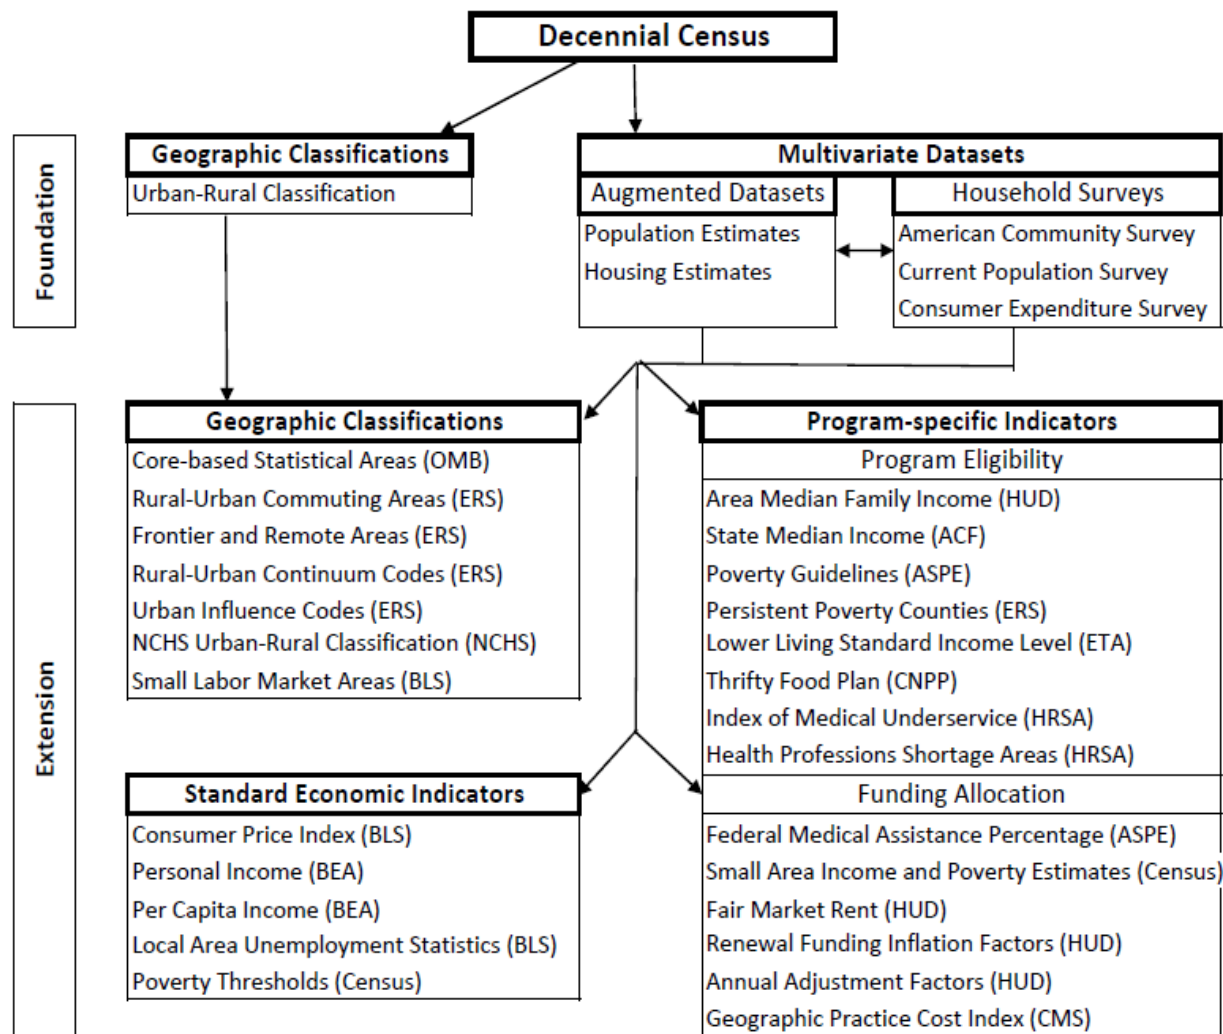 Decennial Census
Foundation
Geographic Classifications
Urban-Rural Classification
Multivariate Datasets
Augmented Datasets
Population Estimates
Housing Estimates
Household Surveys
American Community Survey
Current Population Survey
Consumer Expenditure Survey
Extension
Geographic Classifications
Core-based Statistical Areas (OMB)
Rural-Urban Commuting Areas (ERS)
Frontier and Remote Areas (ERS)
Rural-Urban Continuum Codes (ERS)
Urban Influence Codes (ERS)
NCHS Urban-Rural Classification (NCHS)
Small Labor Market Areas (BLS)
Program-specific Indicators
Program Eligibility
Area Median Family Income (HUD)
State Median Income (ACF)
Poverty Guidelines (ASPE)
Persistent Poverty Counties (ERS)
Lower Living Standard Income Level (ETA)
Thrifty Food Plan (CNPP)
Index of Medical Underservice (HRSA)
Health Professions Shortage Areas (HRSA)
Standard Economic Indicators
Consumer Price Index (BLS)
Personal Income (BEA)
Per Capita Income (BEA)
Local Area Unemployment Statistics (BLS)
Poverty Thresholds (Census)
Funding Allocation
Federal Medical Assistance Percentage (ASPE)
Small Area Income and Poverty Estimates (Census)
Fair Market Rent (HUD)
Renewal Funding Inflation Factors (HUD)
Annual Adjustment Factors (HUD)
Geographic Practice Cost Index (CMS)